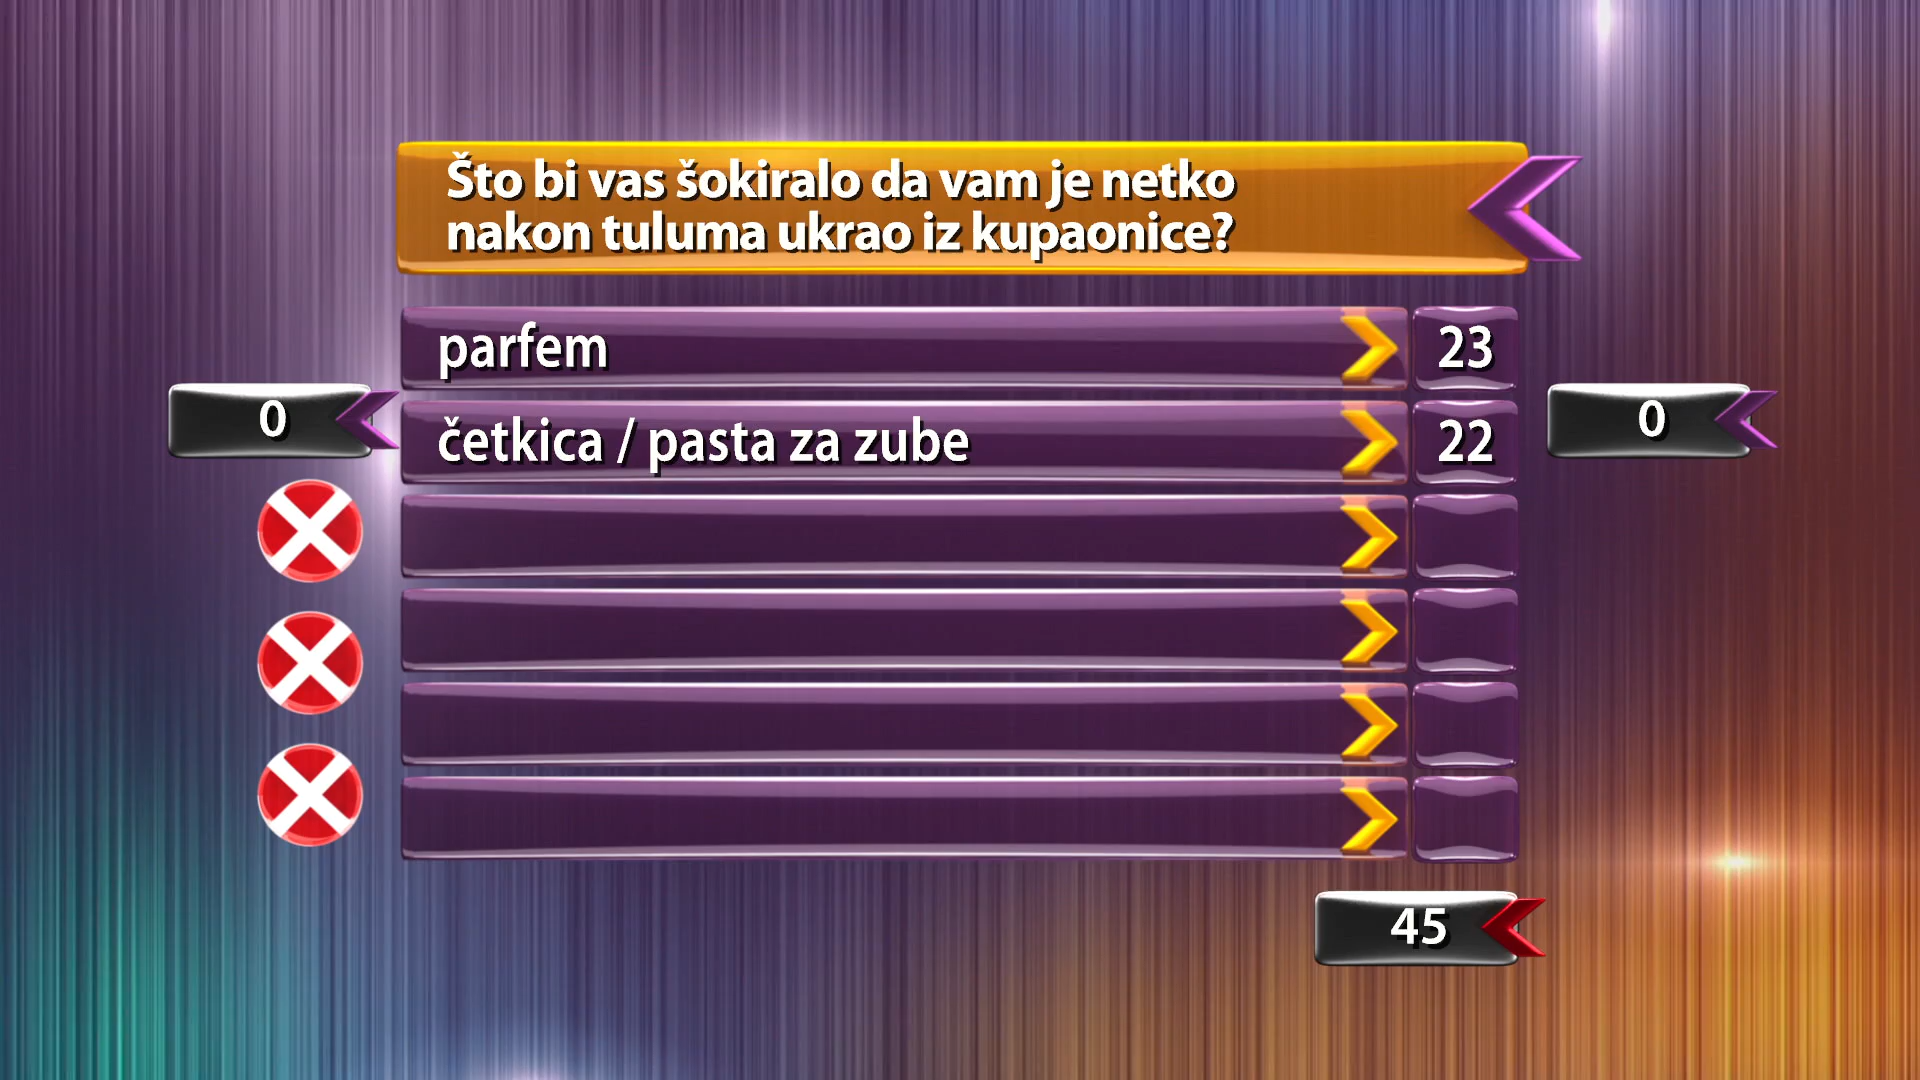 Što bi vas šokiralo da vam je netko
nakon tuluma ukrao iz kupaonice?
parfem 23
0
četkica / pasta za zube 22
0
45